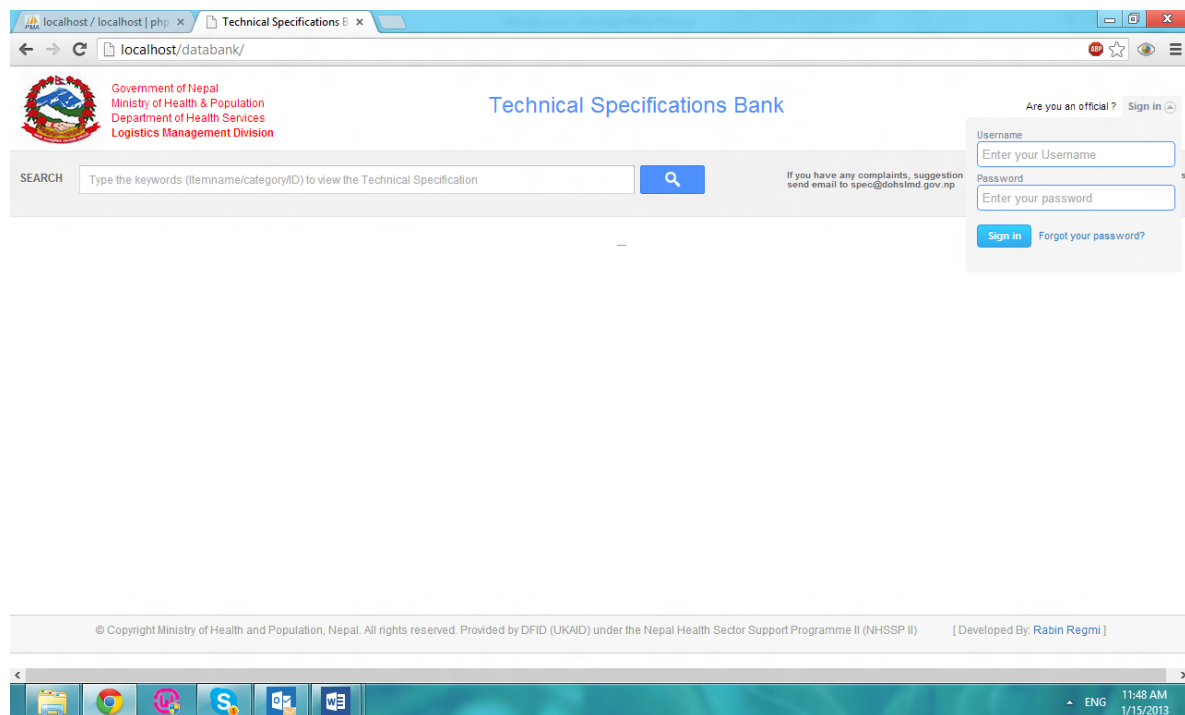 localhost / localhost | php
Technical Specifications B
localhost/databank/
ABP
Government of Nepal
Ministry of Health & Population
Department of Health Services
Logistics Management Division
Technical Specifications Bank
Are you an official ? Sign in
Username
Enter your Username
Password
Enter your password
Sign in Forgot your password?
SEARCH
Type the keywords (Itemname/category/ID) to view the Technical Specification
If you have any complaints, suggestion
send email to spec@dohslmd.gov.np
© Copyright Ministry of Health and Population, Nepal. All rights reserved. Provided by DFID (UKAID) under the Nepal Health Sector Support Programme II (NHSSP II) [ Developed By: Rabin Regmi ]
ENG
11:48 AM
1/15/2013